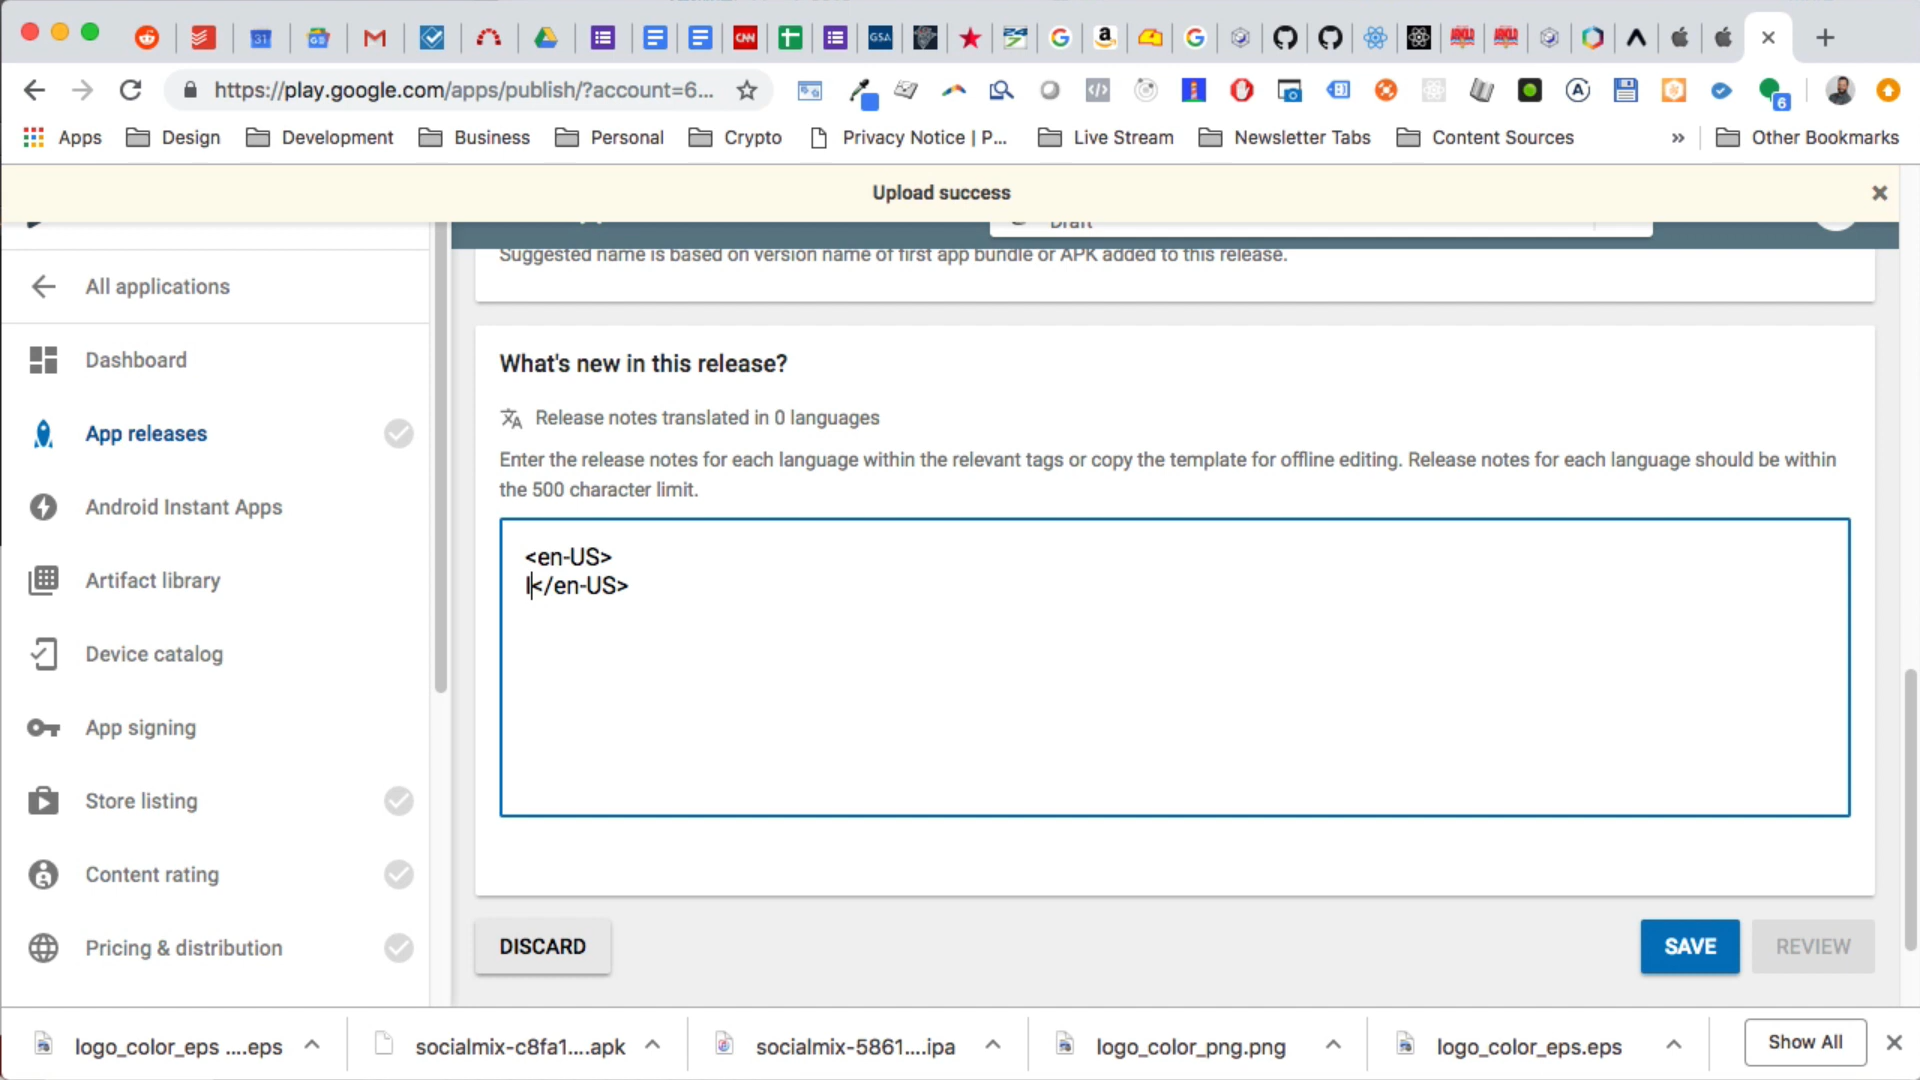 https://play.google.com/apps/publish/?account=6...
6
Apps
Design
Development
Business
Personal
Crypto
Privacy Notice | P...
Live Stream
Newsletter Tabs
Content Sources
»
Other Bookmarks
Upload success
Draft
Suggested name is based on version name of first app bundle or APK added to this release.
All applications
Dashboard
App releases
Android Instant Apps
Artifact library
Device catalog
App signing
Store listing
Content rating
Pricing & distribution
What's new in this release?
Release notes translated in 0 languages
Enter the release notes for each language within the relevant tags or copy the template for offline editing. Release notes for each language should be within
the 500 character limit.
<en-US>
I</en-US>
DISCARD
SAVE
REVIEW
logo_color_eps ....eps
socialmix-c8fa1....apk
socialmix-5861....ipa
logo_color_png.png
logo_color_eps.eps
Show All